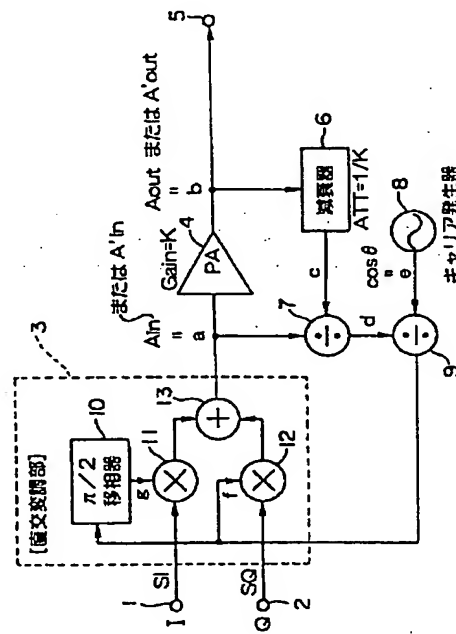 3
[直交変調部]
10
π/2
移相器
g
11
13
f
12
1
I
SI
2
Q
SQ
Ain または A'in
=
a
Gain=K
4
PA
Aout または A'out
=
b
5
6
減衰器
ATT=1/K
c
7
÷
d
cosθ
=
e
8
キャリア発生器
9
÷
×
×
+